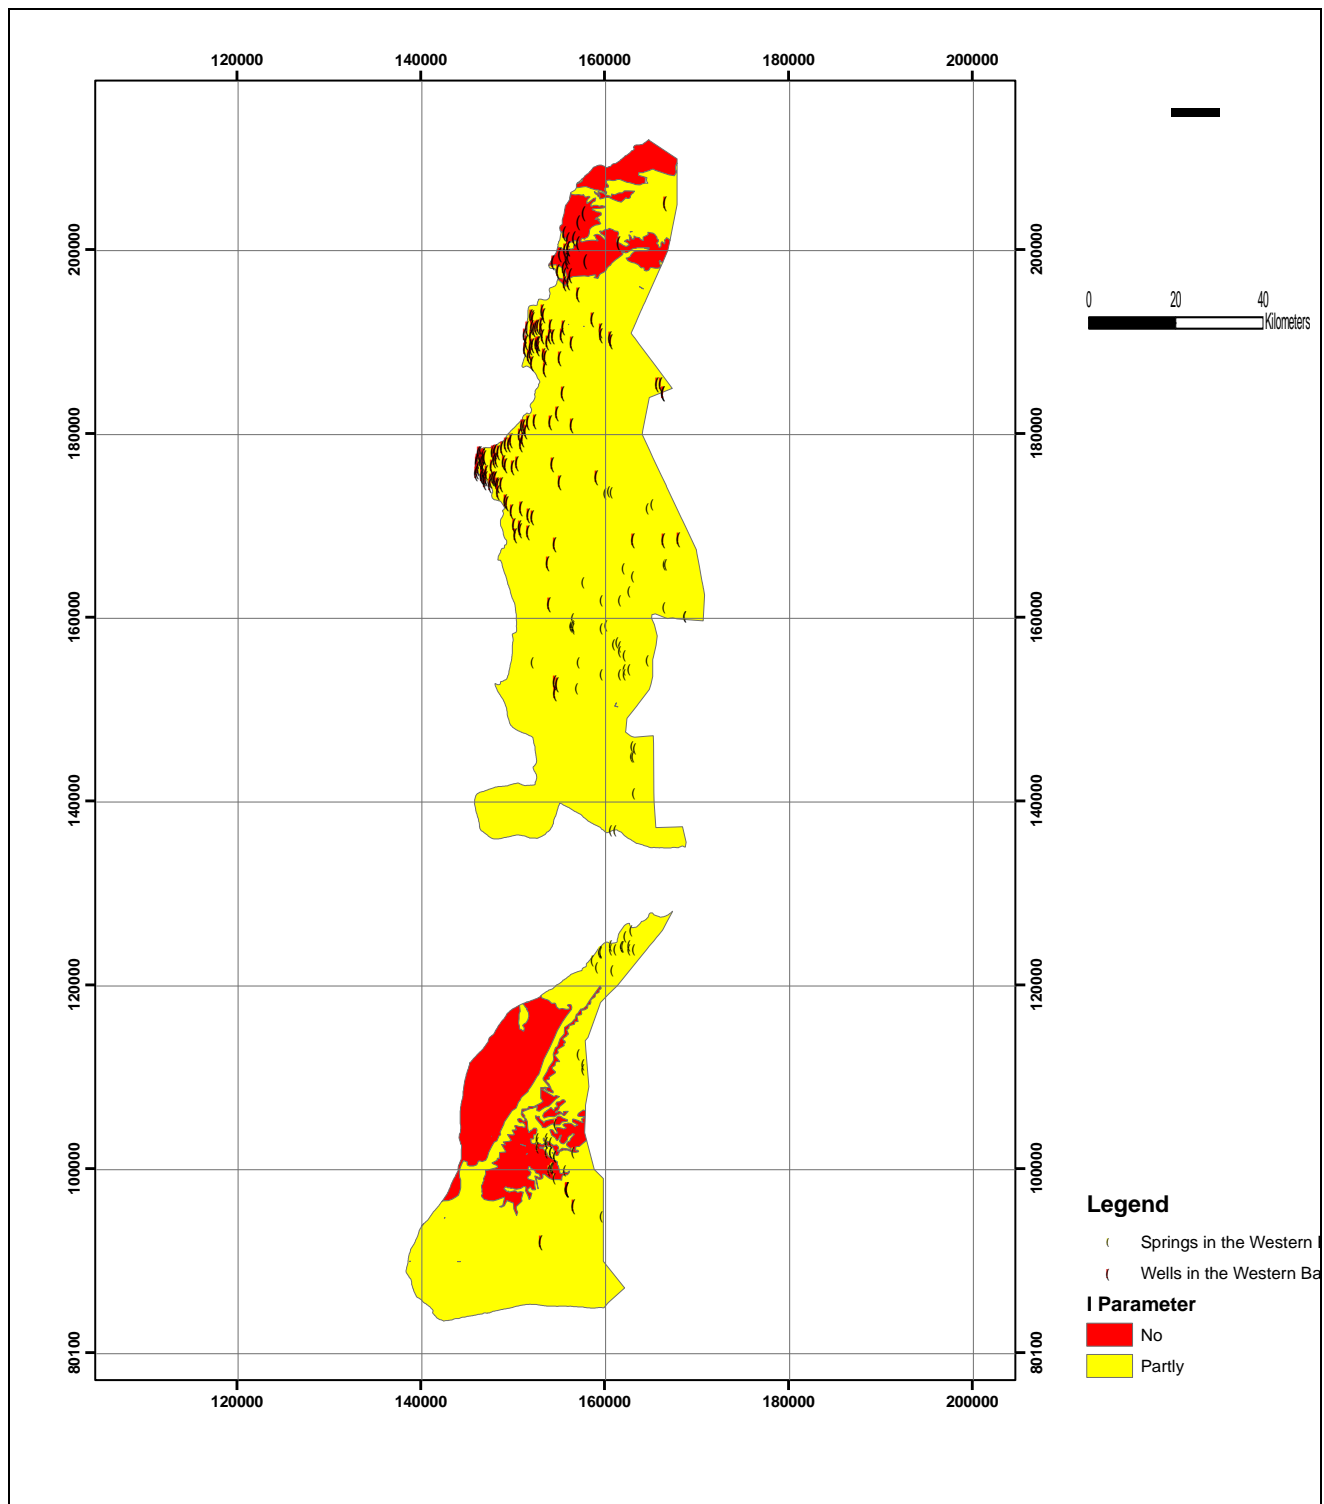 120000 140000 160000 180000 200000
200000 200000
0 20 40
Kilometers
180000 180000
160000 160000
140000 140000
120000 120000
100000 100000
Legend
Springs in the Western
Wells in the Western Ba
I Parameter
No
Partly
80100 80100
120000 140000 160000 180000 200000